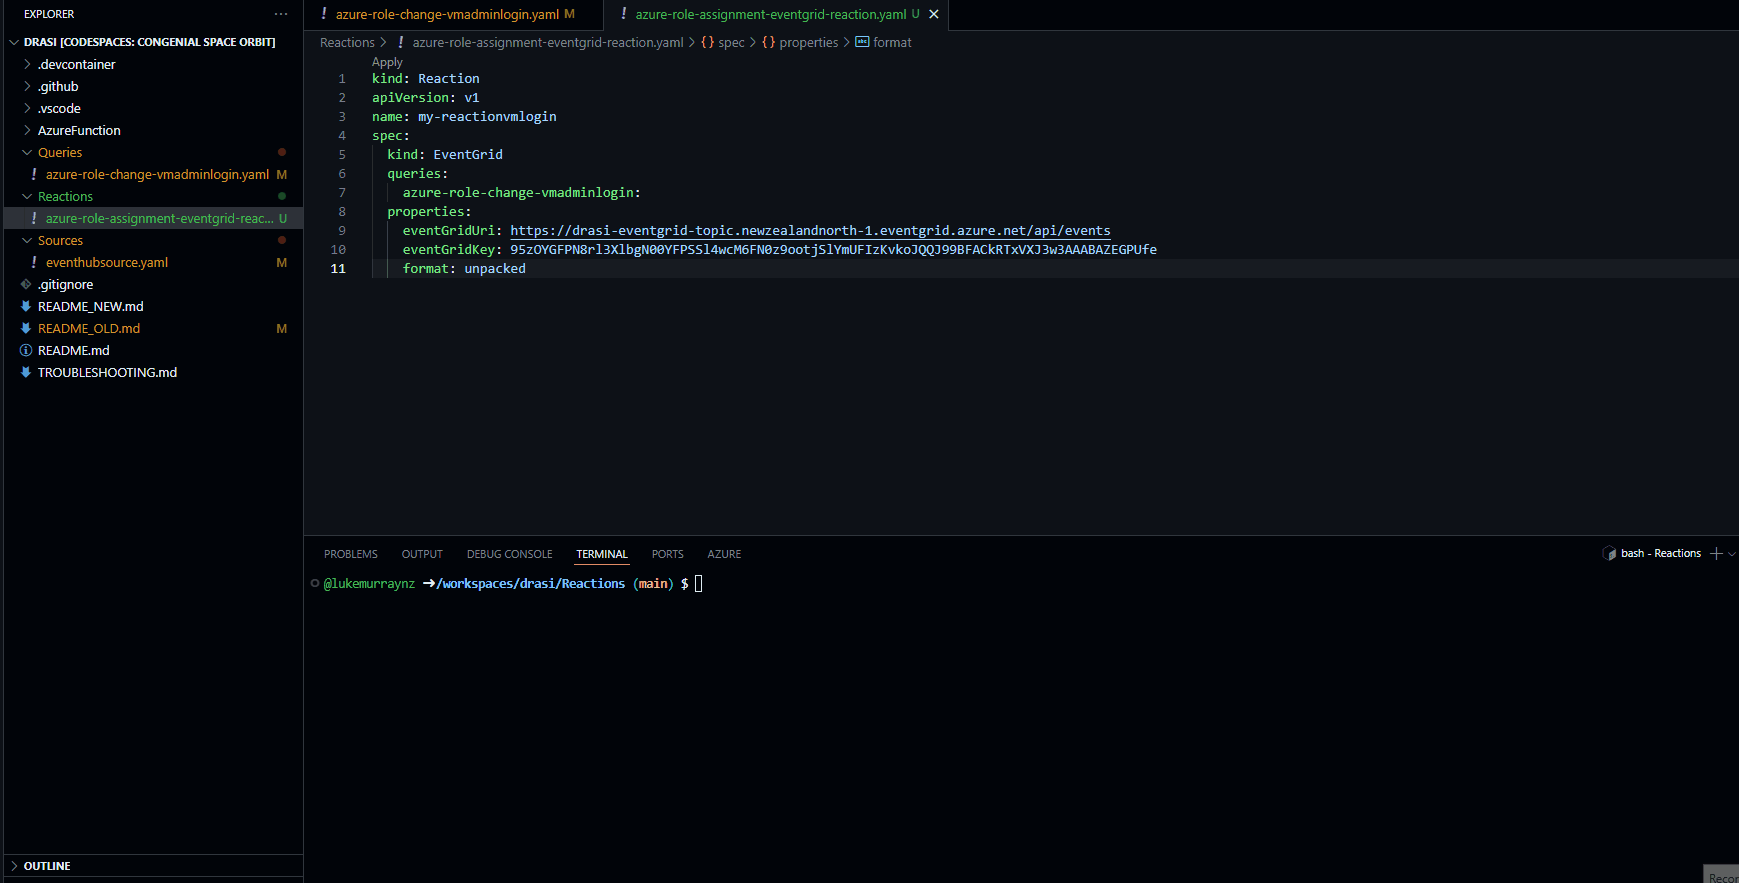 EXPLORER
DRASI [CODESPACES: CONGENIAL SPACE ORBIT]
.devcontainer
.github
.vscode
AzureFunction
Queries
! azure-role-change-vmadminlogin.yaml M
Reactions
! azure-role-assignment-eventgrid-reac... U
Sources
! eventhubsource.yaml M
.gitignore
README_NEW.md
README_OLD.md M
README.md
TROUBLESHOOTING.md
OUTLINE
! azure-role-change-vmadminlogin.yaml M
! azure-role-assignment-eventgrid-reaction.yaml U
Reactions > ! azure-role-assignment-eventgrid-reaction.yaml > {} spec > {} properties > abc format
Apply
1 kind: Reaction
2 apiVersion: v1
3 name: my-reactionvmlogin
4 spec:
5 kind: EventGrid
6 queries:
7 azure-role-change-vmadminlogin:
8 properties:
9 eventGridUri: https://drasi-eventgrid-topic.newzealandnorth-1.eventgrid.azure.net/api/events
10 eventGridKey: 95zOYGFPN8rl3XlbgN00YFPSSl4wcM6FN0z9ootjSlYmUFIzKvkoJQQJ99BFACkRTxVXJ3w3AAABAZEGPUfe
11 format: unpacked
PROBLEMS OUTPUT DEBUG CONSOLE TERMINAL PORTS AZURE
bash - Reactions
@lukemurraynz ➜/workspaces/drasi/Reactions (main) $